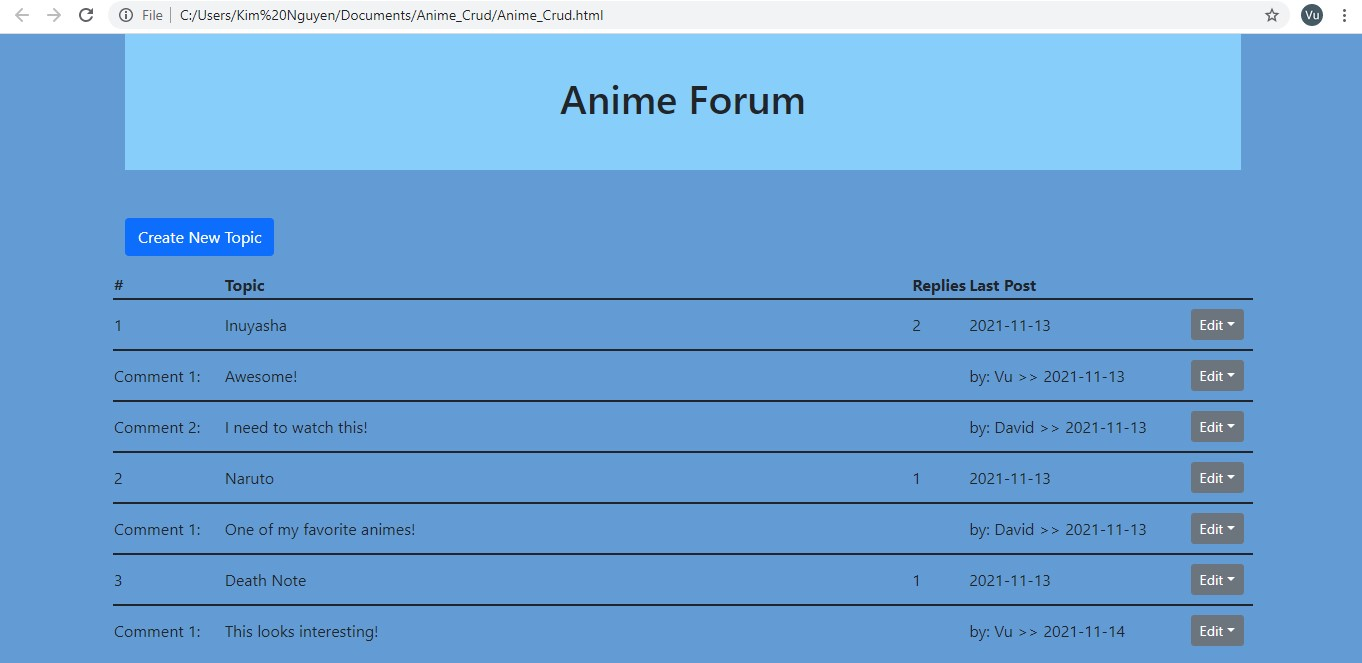 File C:/Users/Kim%20Nguyen/Documents/Anime_Crud/Anime_Crud.html Vu
Anime Forum
Create New Topic
# Topic Replies Last Post
1 Inuyasha 2 2021-11-13 Edit
Comment 1: Awesome! by: Vu >> 2021-11-13 Edit
Comment 2: I need to watch this! by: David >> 2021-11-13 Edit
2 Naruto 1 2021-11-13 Edit
Comment 1: One of my favorite animes! by: David >> 2021-11-13 Edit
3 Death Note 1 2021-11-13 Edit
Comment 1: This looks interesting! by: Vu >> 2021-11-14 Edit